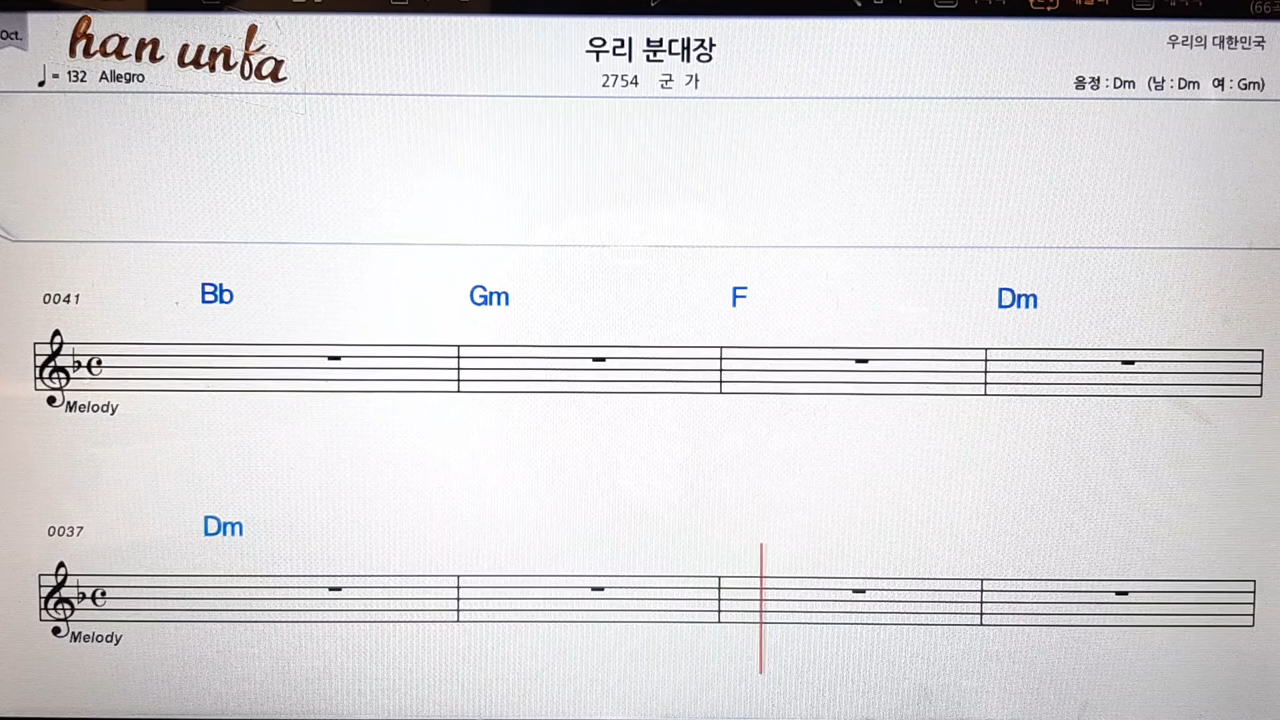 Oct.
han unfa
♩= 132 Allegro
우리 분대장
2754 군 가
우리의 대한민국
음정 : Dm (남 : Dm 여 : Gm)
0041
Bb Gm F Dm
Melody
0037
Dm
Melody